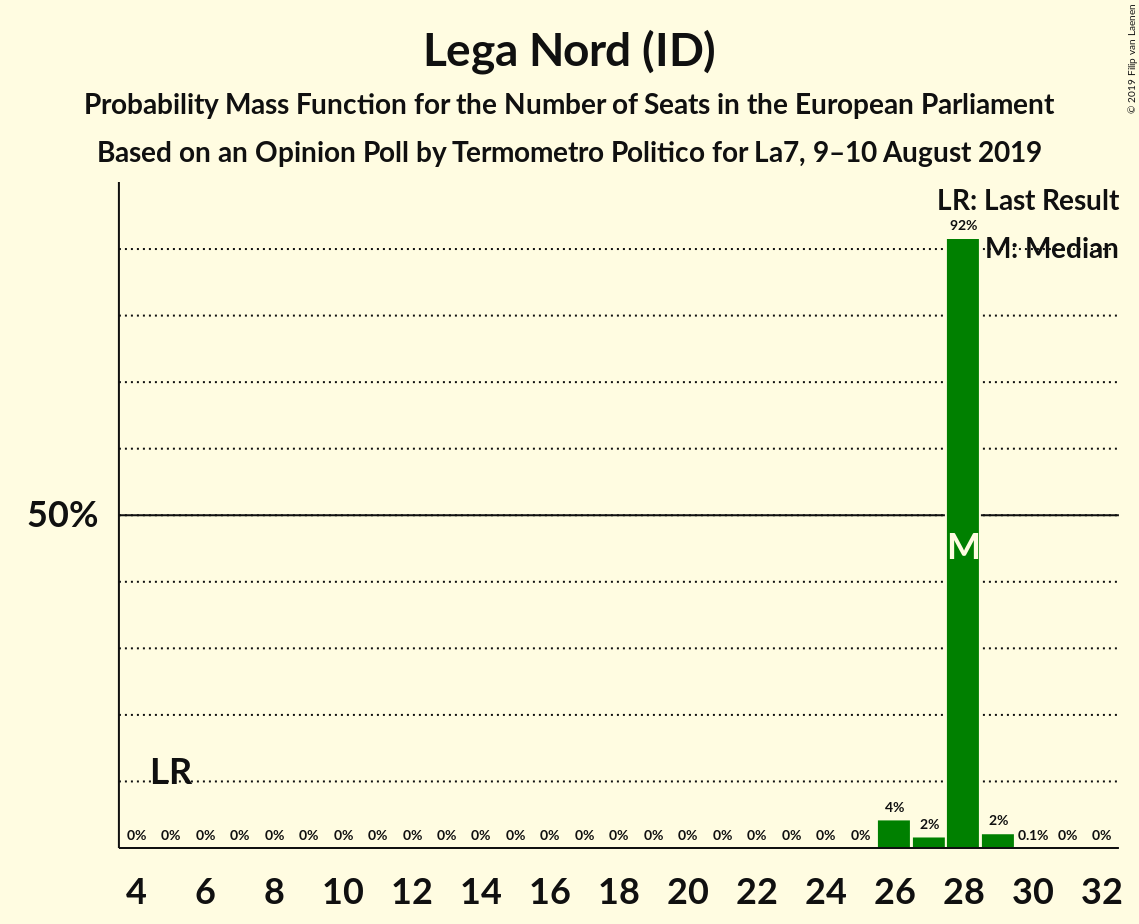 Lega Nord (ID)
Probability Mass Function for the Number of Seats in the European Parliament
Based on an Opinion Poll by Termometro Politico for La7, 9–10 August 2019
© 2019 Filip van Laenen
LR: Last Result
M: Median
92%
50%
M
LR
0% 0% 0% 0% 0% 0% 0% 0% 0% 0% 0% 0% 0% 0% 0% 0% 0% 0% 0% 0% 0% 0% 4% 2% 2% 0.1% 0% 0%
4 6 8 10 12 14 16 18 20 22 24 26 28 30 32